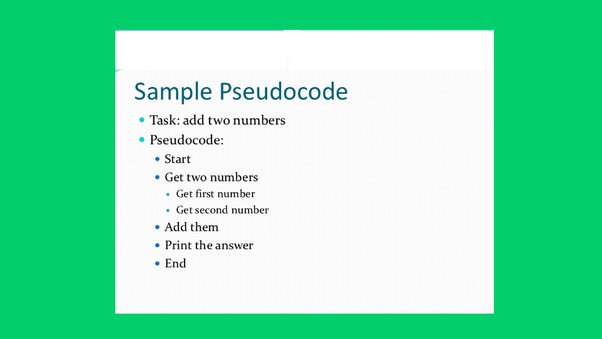 Sample Pseudocode
• Task: add two numbers
• Pseudocode:
• Start
• Get two numbers
• Get first number
• Get second number
• Add them
• Print the answer
• End